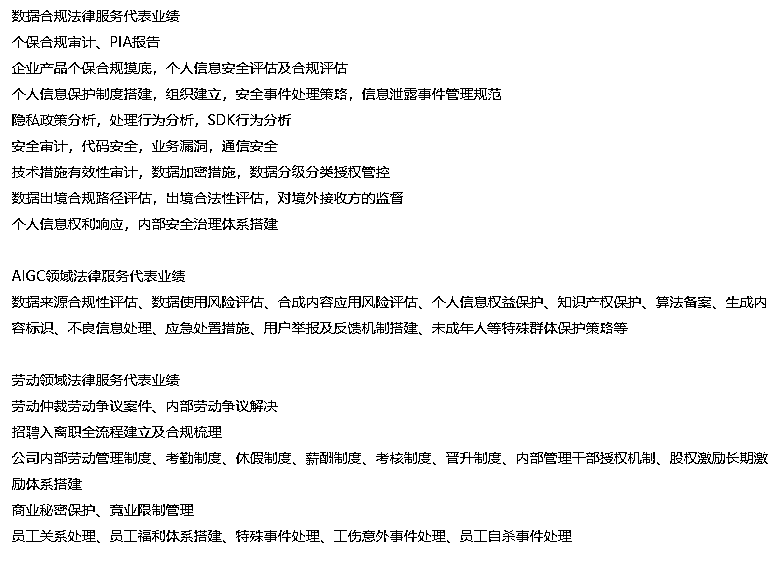 数据合规法律服务代表业绩
个保合规审计、PIA报告
企业产品个保合规摸底，个人信息安全评估及合规评估
个人信息保护制度搭建，组织建立，安全事件处理策略，信息泄露事件管理规范
隐私政策分析，处理行为分析，SDK行为分析
安全审计，代码安全，业务漏洞，通信安全
技术措施有效性审计，数据加密措施，数据分级分类授权管控
数据出境合规路径评估，出境合法性评估，对境外接收方的监督
个人信息权利响应，内部安全治理体系搭建
AIGC领域法律服务代表业绩
数据来源合规性评估、数据使用风险评估、合成内容应用风险评估、个人信息权益保护、知识产权保护、算法备案、生成内
容标识、不良信息处理、应急处置措施、用户举报及反馈机制搭建、未成年人等特殊群体保护策略等
劳动领域法律服务代表业绩
劳动仲裁劳动争议案件、内部劳动争议解决
招聘入离职全流程建立及合规梳理
公司内部劳动管理制度、考勤制度、休假制度、薪酬制度、考核制度、晋升制度、内部管理干部授权机制、股权激励长期激
励体系搭建
商业秘密保护、竞业限制管理
员工关系处理、员工福利体系搭建、特殊事件处理、工伤意外事件处理、员工自杀事件处理